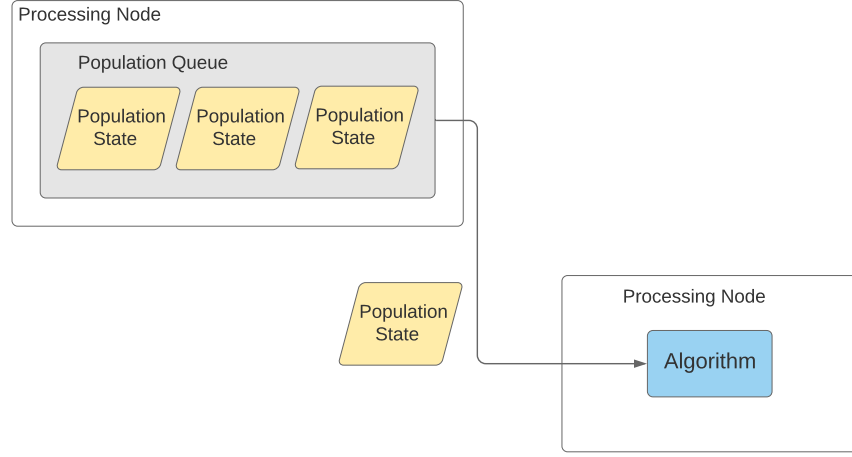 Processing Node
Population Queue
Population
State
Population
State
Population
State
Population
State
Processing Node
Algorithm